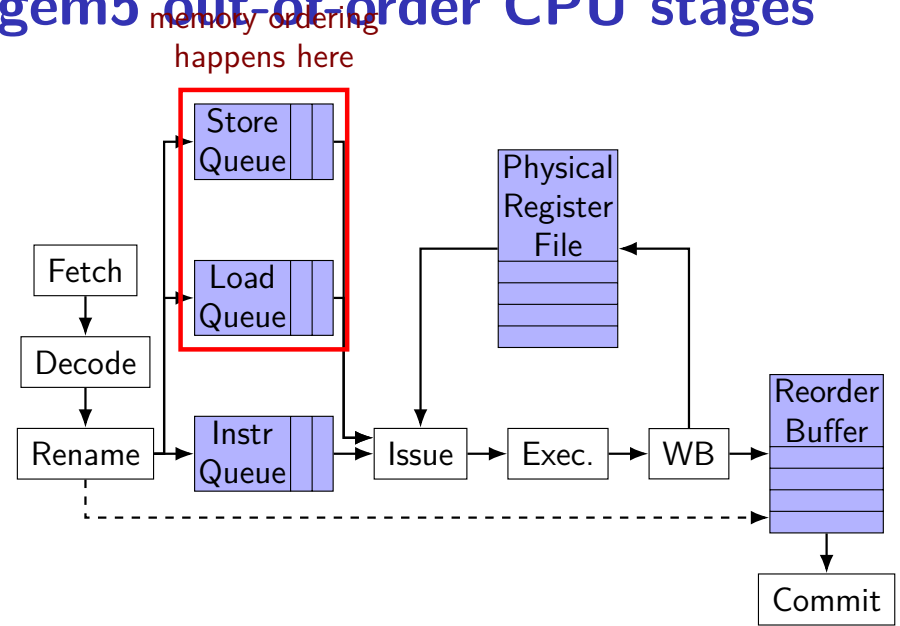 gem5 out-of-order CPU stages
memory ordering
happens here
Store
Queue
Physical
Register
File
Fetch
Load
Queue
Decode
Reorder
Buffer
Rename
Instr
Queue
Issue
Exec.
WB
Commit